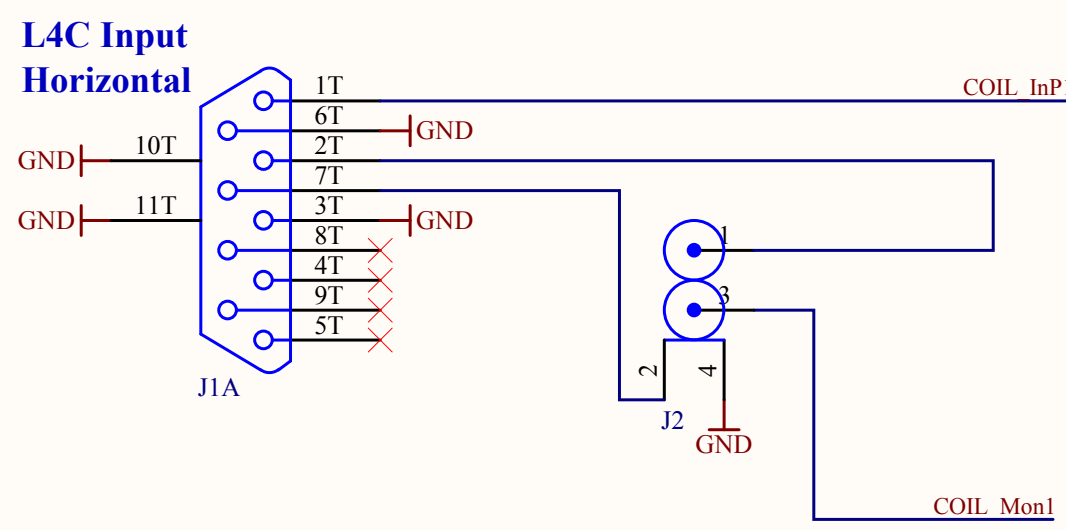 L4C Input
Horizontal
1T
COIL_InP1
6T
GND
10T
2T
GND
7T
11T
3T
GND
GND
8T
1
4T
9T
3
5T
J1A
2
4
J2
GND
COIL_Mon1